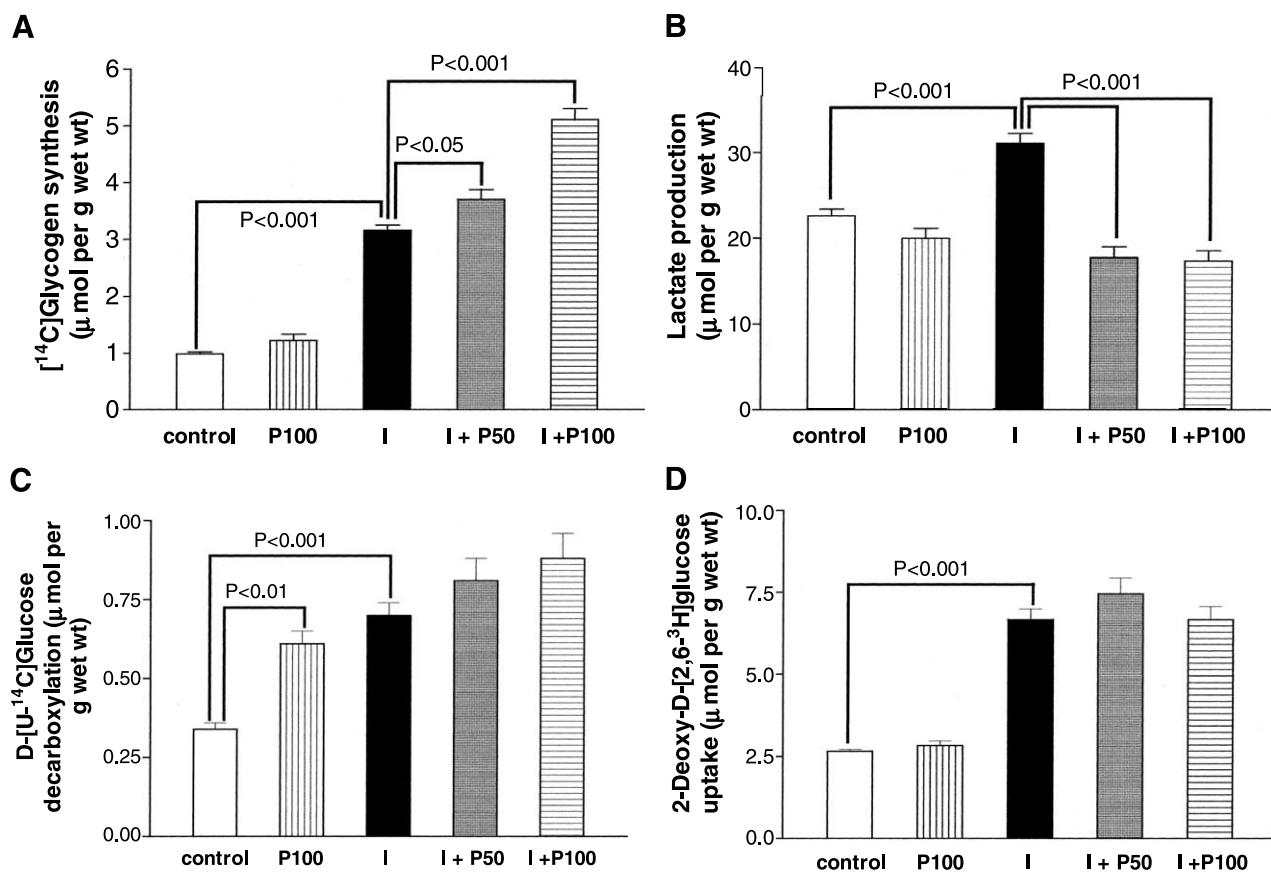 A
[¹⁴C]Glycogen synthesis
(μ mol per g wet wt)
6
5
4
3
2
1
0
P<0.001
P<0.05
P<0.001
control P100 I I + P50 I +P100
B
Lactate production
(μ mol per g wet wt)
40
30
20
10
0
P<0.001 P<0.001
control P100 I I + P50 I +P100
C
D-[U-¹⁴C]Glucose
decarboxylation (μ mol per
g wet wt)
1.00
0.75
0.50
0.25
0.00
P<0.001
P<0.01
control P100 I I + P50 I +P100
D
2-Deoxy-D-[2,6-³H]glucose
uptake (μ mol per g wet wt)
10.0
7.5
5.0
2.5
0.0
P<0.001
control P100 I I + P50 I +P100